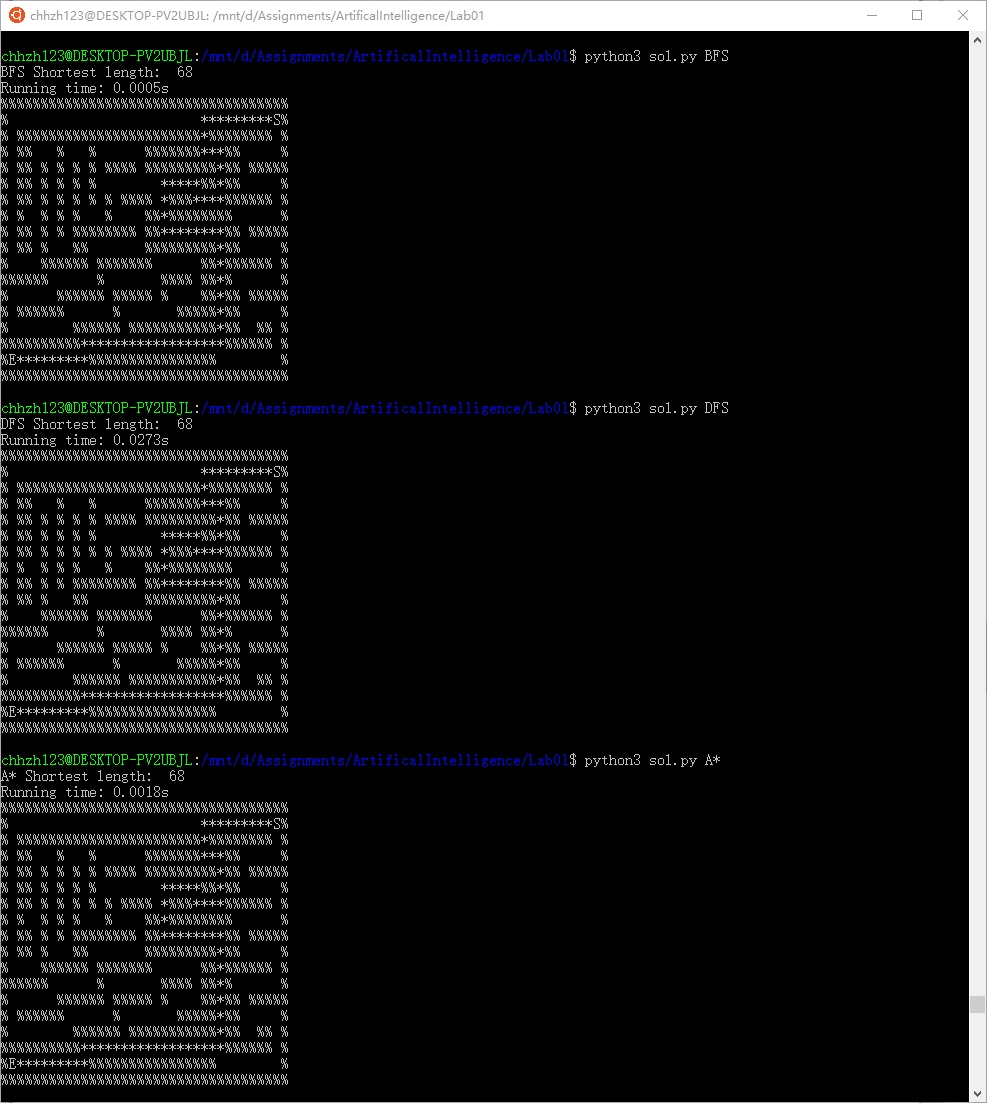 chhzh123@DESKTOP-PV2UBJL: /mnt/d/Assignments/ArtificalIntelligence/Lab01
chhzh123@DESKTOP-PV2UBJL:/mnt/d/Assignments/ArtificalIntelligence/Lab01$ python3 sol.py BFS
BFS Shortest length:  68
Running time: 0.0005s
%%%%%%%%%%%%%%%%%%%%%%%%%%%%%%%%%%%%
%                        *********S%
% %%%%%%%%%%%%%%%%%%%%%%%*%%%%%%%% %
% %%   %   %      %%%%%%%***%%     %
% %% % % % % %%%% %%%%%%%%%*%% %%%%%
% %% % % % %        *****%%*%%     %
% %% % % % % % %%%% *%%%****%%%%%% %
% %  % % %   %    %%*%%%%%%%%      %
% %% % % %%%%%%%% %%********%% %%%%%
% %% %   %%       %%%%%%%%%*%%     %
%    %%%%%% %%%%%%%      %%*%%%%%% %
%%%%%%      %       %%%% %%*%      %
%      %%%%%% %%%%% %    %%*%% %%%%%
% %%%%%%      %       %%%%%*%%     %
%        %%%%%% %%%%%%%%%%%*%%  %% %
%%%%%%%%%%******************%%%%%% %
%E*********%%%%%%%%%%%%%%%%        %
%%%%%%%%%%%%%%%%%%%%%%%%%%%%%%%%%%%%
chhzh123@DESKTOP-PV2UBJL:/mnt/d/Assignments/ArtificalIntelligence/Lab01$ python3 sol.py DFS
DFS Shortest length:  68
Running time: 0.0273s
%%%%%%%%%%%%%%%%%%%%%%%%%%%%%%%%%%%%
%                        *********S%
% %%%%%%%%%%%%%%%%%%%%%%%*%%%%%%%% %
% %%   %   %      %%%%%%%***%%     %
% %% % % % % %%%% %%%%%%%%%*%% %%%%%
% %% % % % %        *****%%*%%     %
% %% % % % % % %%%% *%%%****%%%%%% %
% %  % % %   %    %%*%%%%%%%%      %
% %% % % %%%%%%%% %%********%% %%%%%
% %% %   %%       %%%%%%%%%*%%     %
%    %%%%%% %%%%%%%      %%*%%%%%% %
%%%%%%      %       %%%% %%*%      %
%      %%%%%% %%%%% %    %%*%% %%%%%
% %%%%%%      %       %%%%%*%%     %
%        %%%%%% %%%%%%%%%%%*%%  %% %
%%%%%%%%%%******************%%%%%% %
%E*********%%%%%%%%%%%%%%%%        %
%%%%%%%%%%%%%%%%%%%%%%%%%%%%%%%%%%%%
chhzh123@DESKTOP-PV2UBJL:/mnt/d/Assignments/ArtificalIntelligence/Lab01$ python3 sol.py A*
A* Shortest length:  68
Running time: 0.0018s
%%%%%%%%%%%%%%%%%%%%%%%%%%%%%%%%%%%%
%                        *********S%
% %%%%%%%%%%%%%%%%%%%%%%%*%%%%%%%% %
% %%   %   %      %%%%%%%***%%     %
% %% % % % % %%%% %%%%%%%%%*%% %%%%%
% %% % % % %        *****%%*%%     %
% %% % % % % % %%%% *%%%****%%%%%% %
% %  % % %   %    %%*%%%%%%%%      %
% %% % % %%%%%%%% %%********%% %%%%%
% %% %   %%       %%%%%%%%%*%%     %
%    %%%%%% %%%%%%%      %%*%%%%%% %
%%%%%%      %       %%%% %%*%      %
%      %%%%%% %%%%% %    %%*%% %%%%%
% %%%%%%      %       %%%%%*%%     %
%        %%%%%% %%%%%%%%%%%*%%  %% %
%%%%%%%%%%******************%%%%%% %
%E*********%%%%%%%%%%%%%%%%        %
%%%%%%%%%%%%%%%%%%%%%%%%%%%%%%%%%%%%